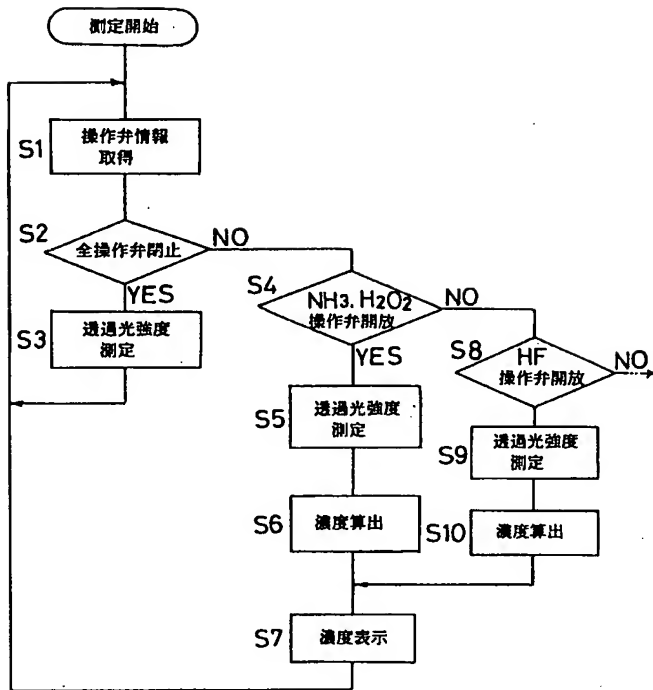 測定開始
S1
操作弁情報
取得
S2
全操作弁閉止
NO
YES
S3
透過光強度
測定
S4
NH3.H2O2
操作弁開放
NO
YES
S5
透過光強度
測定
S6
濃度算出
S7
濃度表示
S8
HF
操作弁開放
NO
S9
透過光強度
測定
S10
濃度算出